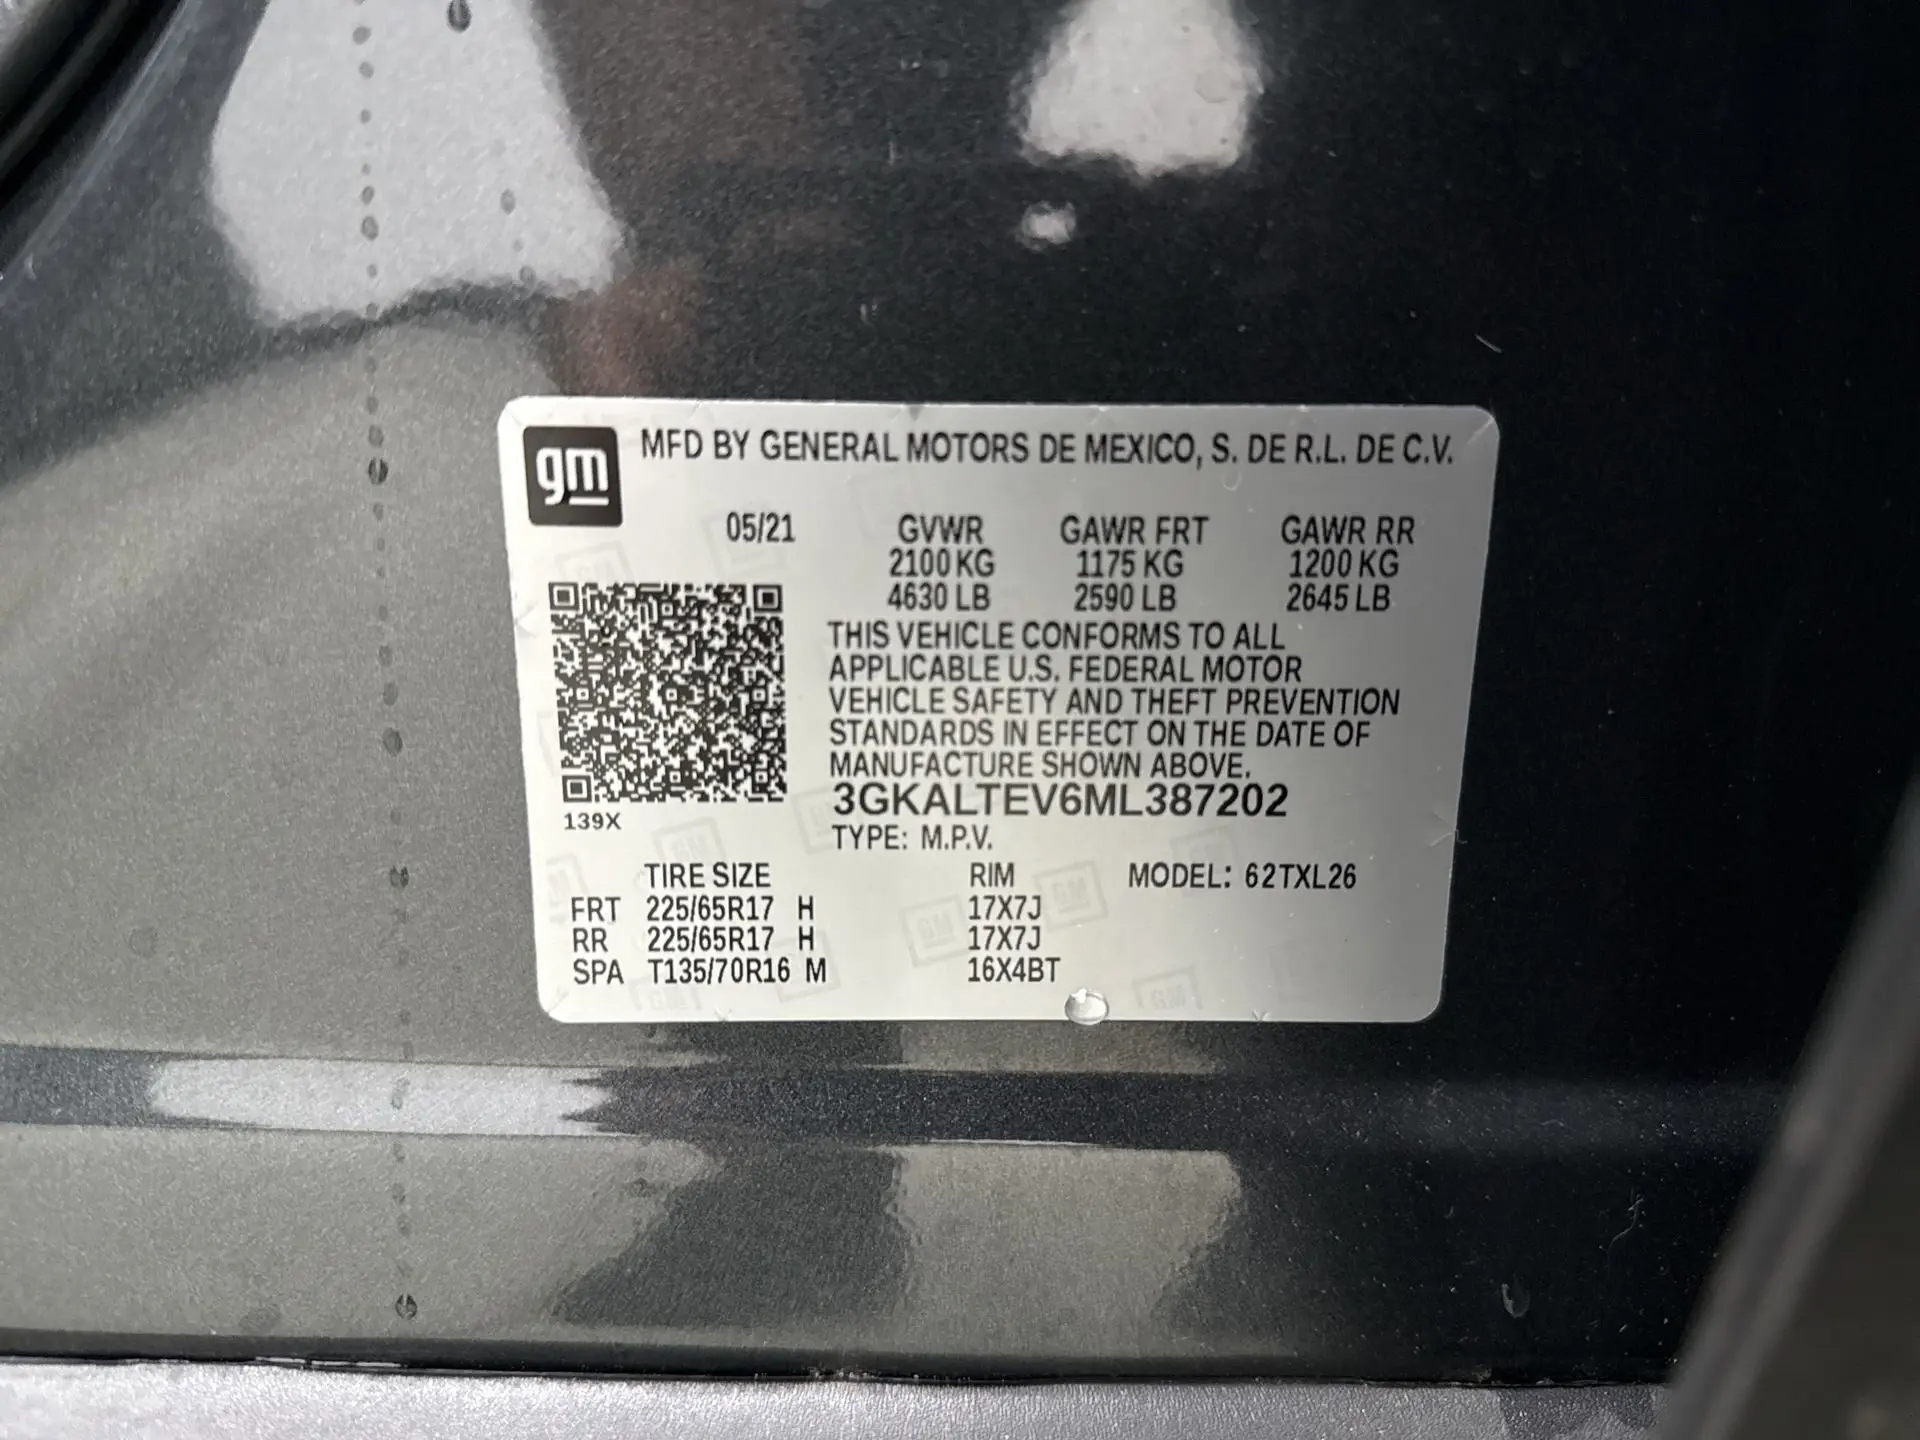 gm
MFD BY GENERAL MOTORS DE MEXICO, S. DE R.L. DE C.V.
05/21 GVWR GAWR FRT GAWR RR
2100 KG 1175 KG 1200 KG
4630 LB 2590 LB 2645 LB
THIS VEHICLE CONFORMS TO ALL
APPLICABLE U.S. FEDERAL MOTOR
VEHICLE SAFETY AND THEFT PREVENTION
STANDARDS IN EFFECT ON THE DATE OF
MANUFACTURE SHOWN ABOVE.
3GKALTEV6ML387202
139X
TYPE: M.P.V.
TIRE SIZE RIM MODEL: 62TXL26
FRT 225/65R17 H 17X7J
RR 225/65R17 H 17X7J
SPA T135/70R16 M 16X4BT